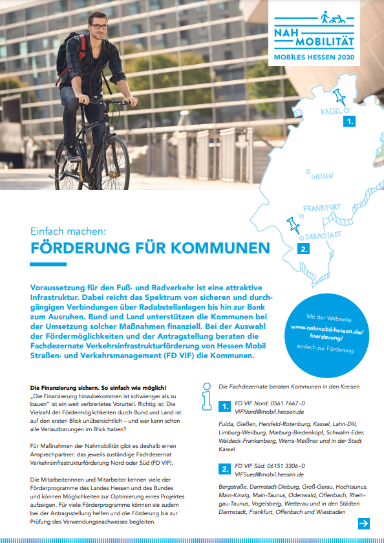 NAH
MOBILITÄT
MOBILES HESSEN 2030
KASSEL
1.
GIEßEN
FRANKFURT
DARMSTADT
2.
Einfach machen:
FÖRDERUNG FÜR KOMMUNEN
Voraussetzung für den Fuß- und Radverkehr ist eine attraktive
Infrastruktur. Dabei reicht das Spektrum von sicheren und durch-
gängigen Verbindungen über Radabstellanlagen bis hin zur Bank
zum Ausruhen. Bund und Land unterstützen die Kommunen bei
der Umsetzung solcher Maßnahmen finanziell. Bei der Auswahl
der Fördermöglichkeiten und der Antragstellung beraten die
Fachdezernate Verkehrsinfrastrukturförderung von Hessen Mobil
Straßen- und Verkehrsmanagement (FD VIF) die Kommunen.
Mit der Webseite
www.nahmobil-hessen.de/
foerderung/
einfach zur Förderung
Die Finanzierung sichern. So einfach wie möglich!
„Die Finanzierung hinzubekommen ist schwieriger als zu
bauen“ ist ein weit verbreitetes Vorurteil. Richtig ist: Die
Vielzahl der Fördermöglichkeiten durch Bund und Land ist
auf den ersten Blick unübersichtlich – und wer kann schon
alle Verlautbarungen im Blick haben?
Für Maßnahmen der Nahmobilität gibt es deshalb einen
Ansprechpartner: das jeweils zuständige Fachdezernat
Verkehrsinfrastrukturförderung Nord oder Süd (FD VIF).
Die Mitarbeiterinnen und Mitarbeiter kennen viele der
Förderprogramme des Landes Hessen und des Bundes
und können Möglichkeiten zur Optimierung eines Projektes
aufzeigen. Für viele Förderprogramme können sie zudem
bei der Antragstellung helfen und die Förderung bis zur
Prüfung des Verwendungsnachweises begleiten.
Die Fachdezernate beraten Kommunen in den Kreisen
1.
FD VIF Nord: 0561 7667–0
VIFNord@mobil.hessen.de
Fulda, Gießen, Hersfeld-Rotenburg, Kassel, Lahn-Dill,
Limburg-Weilburg, Marburg-Biedenkopf, Schwalm-Eder,
Waldeck-Frankenberg, Werra-Meißner und in der Stadt
Kassel
2.
FD VIF Süd: 06151 3306–0
VIFSued@mobil.hessen.de
Bergstraße, Darmstadt-Dieburg, Groß-Gerau, Hochtaunus,
Main-Kinzig, Main-Taunus, Odenwald, Offenbach, Rhein-
gau-Taunus, Vogelsberg, Wetterau und in den Städten
Darmstadt, Frankfurt, Offenbach und Wiesbaden